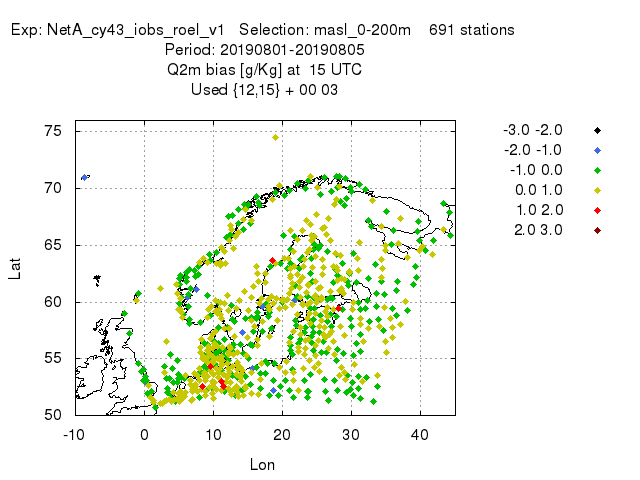 Exp: NetA_cy43_iobs_roel_v1 Selection: masl_0-200m 691 stations
Period: 20190801-20190805
Q2m bias [g/Kg] at 15 UTC
Used {12,15} + 00 03
-3.0 -2.0
-2.0 -1.0
-1.0 0.0
0.0 1.0
1.0 2.0
2.0 3.0
75
70
65
60
55
50
Lat
-10 0 10 20 30 40
Lon